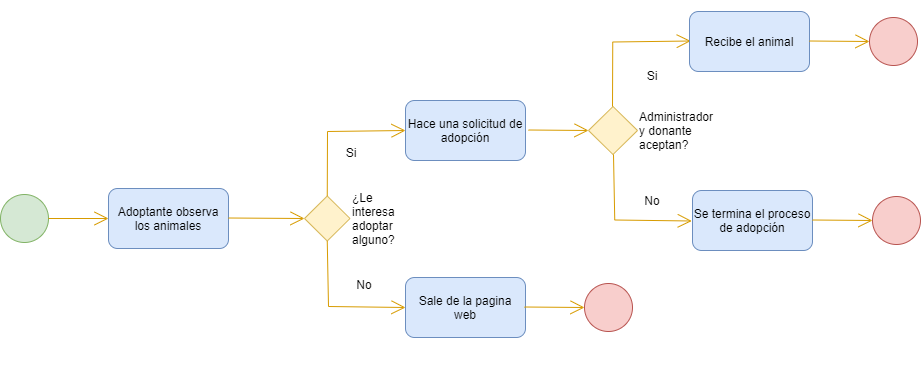 Adoptante observa
los animales
¿Le
interesa
adoptar
alguno?
Si
Hace una solicitud de
adopción
Administrador
y donante
aceptan?
Si
Recibe el animal
No
Se termina el proceso
de adopción
No
Sale de la pagina
web